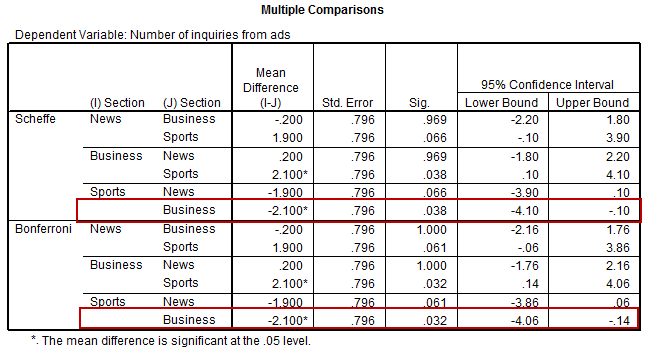 Multiple Comparisons
Dependent Variable: Number of inquiries from ads
Mean
Difference 95% Confidence Interval
(I) Section (J) Section (I-J) Std. Error Sig. Lower Bound Upper Bound
Scheffe News Business -.200 .796 .969 -2.20 1.80
Sports 1.900 .796 .066 -.10 3.90
Business News .200 .796 .969 -1.80 2.20
Sports 2.100* .796 .038 .10 4.10
Sports News -1.900 .796 .066 -3.90 .10
Business -2.100* .796 .038 -4.10 -.10
Bonferroni News Business -.200 .796 1.000 -2.16 1.76
Sports 1.900 .796 .061 -.06 3.86
Business News .200 .796 1.000 -1.76 2.16
Sports 2.100* .796 .032 .14 4.06
Sports News -1.900 .796 .061 -3.86 .06
Business -2.100* .796 .032 -4.06 -.14
*. The mean difference is significant at the .05 level.